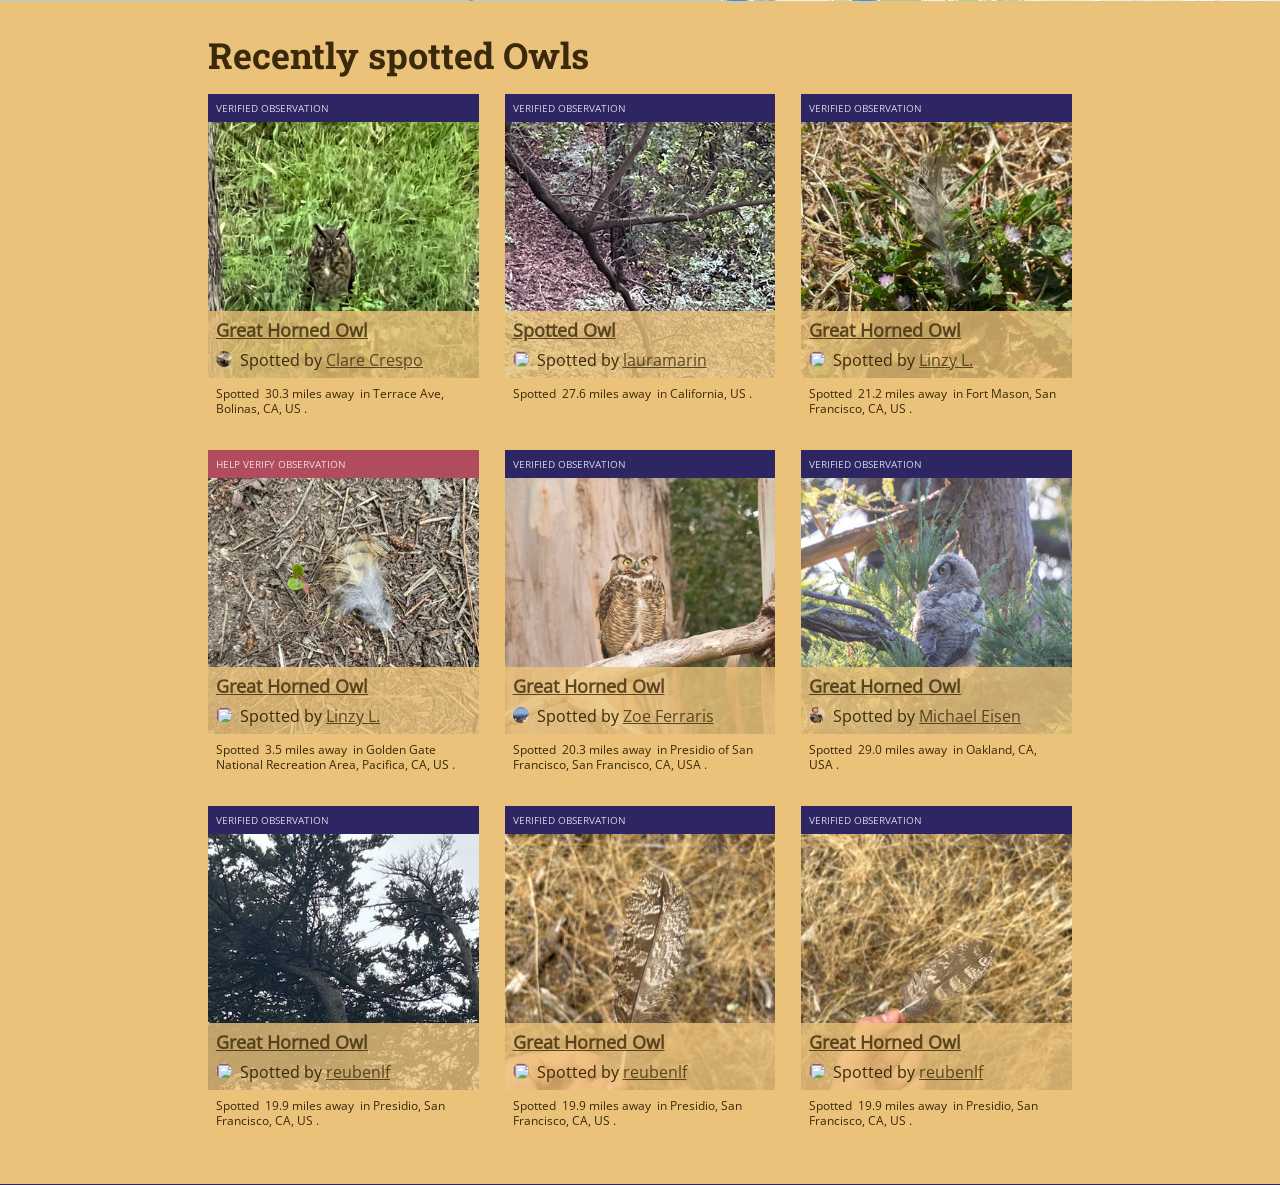 Recently spotted Owls
VERIFIED OBSERVATION
Great Horned Owl
Spotted by Clare Crespo
Spotted 30.3 miles away in Terrace Ave,
Bolinas, CA, US .
VERIFIED OBSERVATION
Spotted Owl
Spotted by lauramarin
Spotted 27.6 miles away in California, US .
VERIFIED OBSERVATION
Great Horned Owl
Spotted by Linzy L.
Spotted 21.2 miles away in Fort Mason, San
Francisco, CA, US .
HELP VERIFY OBSERVATION
Great Horned Owl
Spotted by Linzy L.
Spotted 3.5 miles away in Golden Gate
National Recreation Area, Pacifica, CA, US .
VERIFIED OBSERVATION
Great Horned Owl
Spotted by Zoe Ferraris
Spotted 20.3 miles away in Presidio of San
Francisco, San Francisco, CA, USA .
VERIFIED OBSERVATION
Great Horned Owl
Spotted by Michael Eisen
Spotted 29.0 miles away in Oakland, CA,
USA .
VERIFIED OBSERVATION
Great Horned Owl
Spotted by reubenlf
Spotted 19.9 miles away in Presidio, San
Francisco, CA, US .
VERIFIED OBSERVATION
Great Horned Owl
Spotted by reubenlf
Spotted 19.9 miles away in Presidio, San
Francisco, CA, US .
VERIFIED OBSERVATION
Great Horned Owl
Spotted by reubenlf
Spotted 19.9 miles away in Presidio, San
Francisco, CA, US .